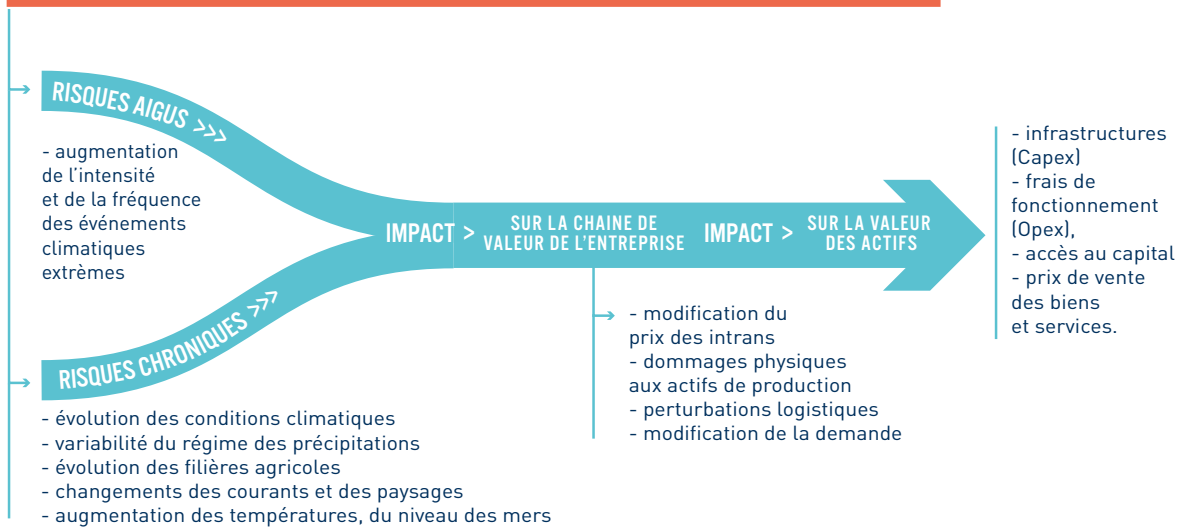 RISQUES AIGUS >>>
- augmentation
de l'intensité
et de la fréquence
des événements
climatiques
extrêmes
RISQUES CHRONIQUES >>>
- évolution des conditions climatiques
- variabilité du régime des précipitations
- évolution des filières agricoles
- changements des courants et des paysages
- augmentation des températures, du niveau des mers
IMPACT >
SUR LA CHAINE DE
VALEUR DE L'ENTREPRISE
- modification du
prix des intrans
- dommages physiques
aux actifs de production
- perturbations logistiques
- modification de la demande
IMPACT >
SUR LA VALEUR
DES ACTIFS
- infrastructures
(Capex)
- frais de
fonctionnement
(Opex),
- accès au capital
- prix de vente
des biens
et services.